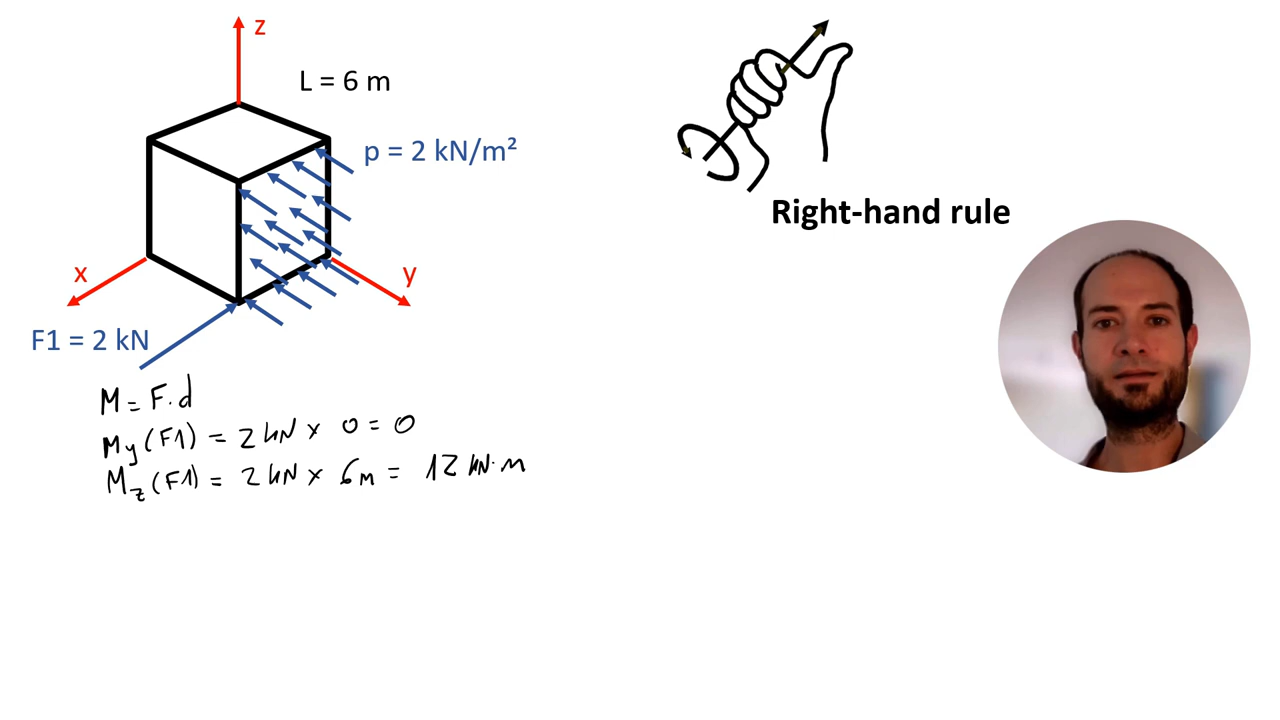 z
L = 6 m
p = 2 kN/m²
Right-hand rule
x
y
F1 = 2 kN
M = F.d
My (F1) = 2 kN x 0 = 0
Mz (F1) = 2 kN x 6m = 12 kN.m